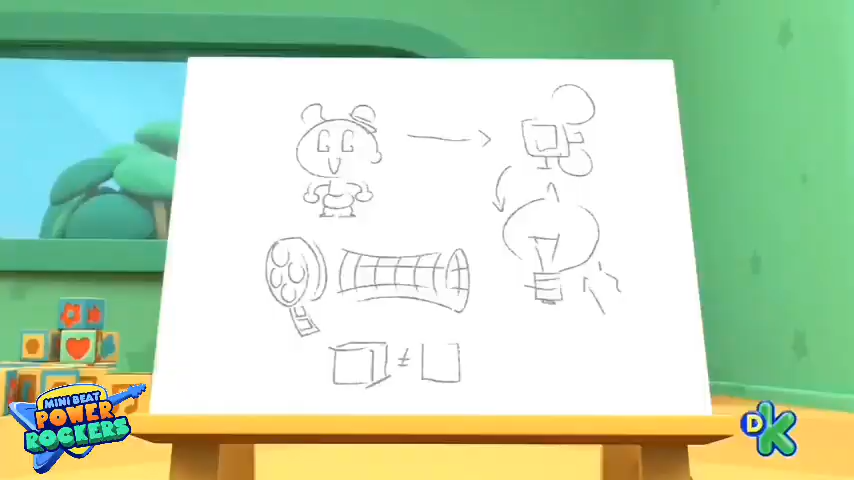 ≠
MINI BEAT
POWER
ROCKERS
DK